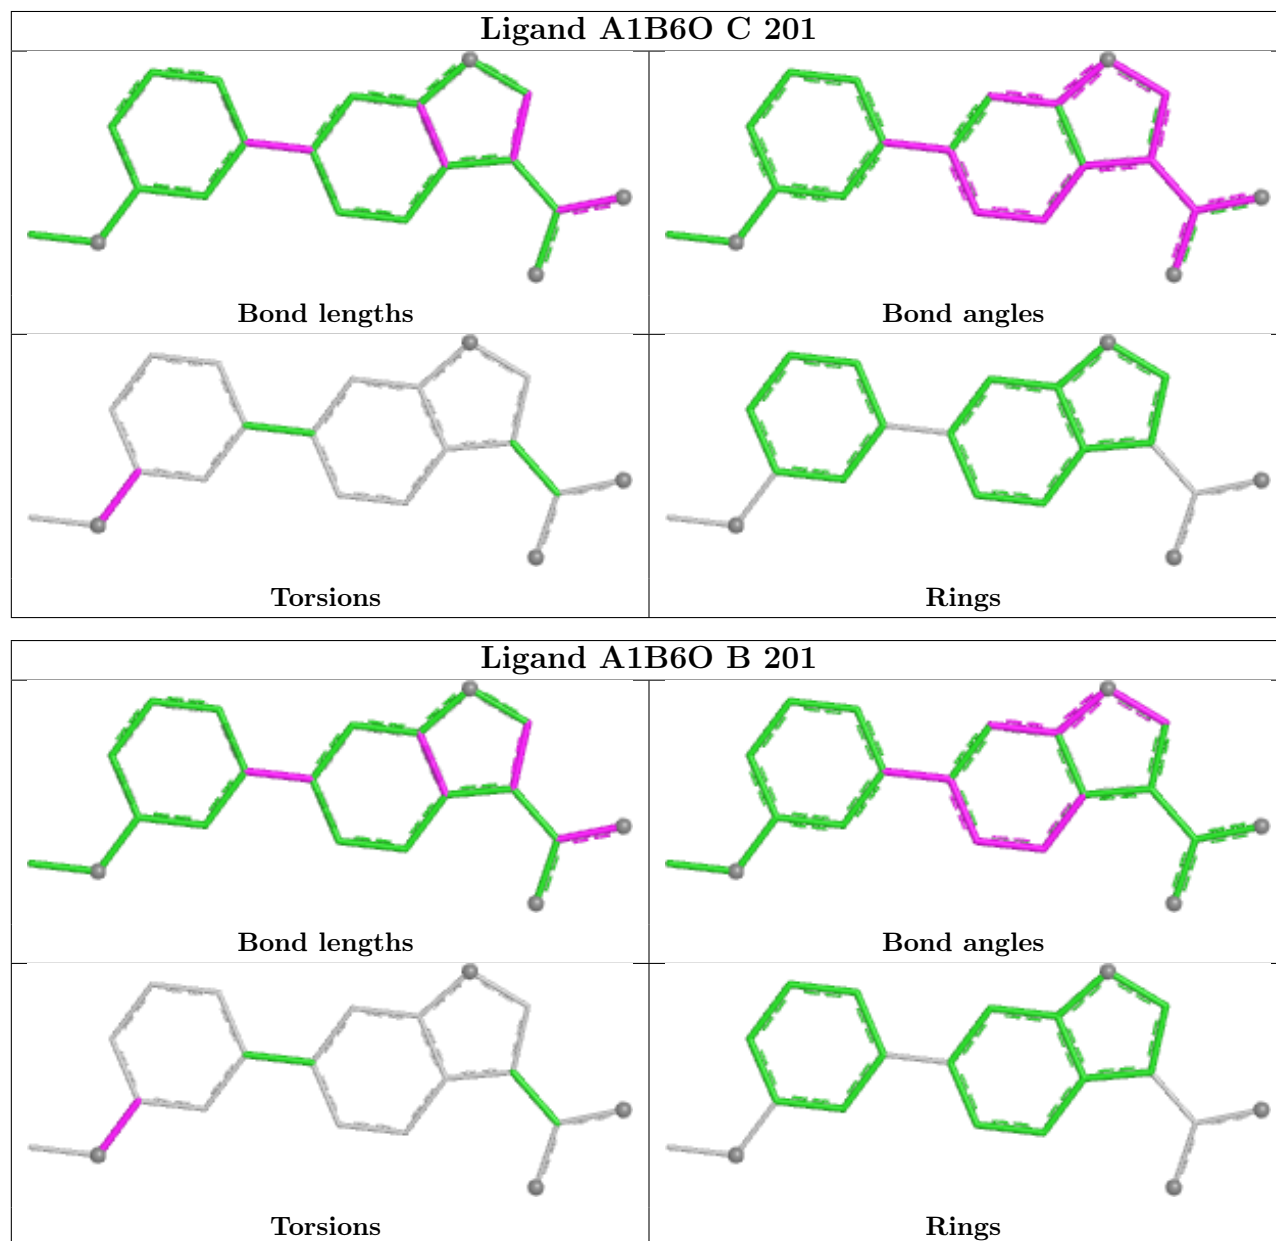 Ligand A1B6O C 201
Bond lengths
Bond angles
Torsions
Rings
Ligand A1B6O B 201
Bond lengths
Bond angles
Torsions
Rings